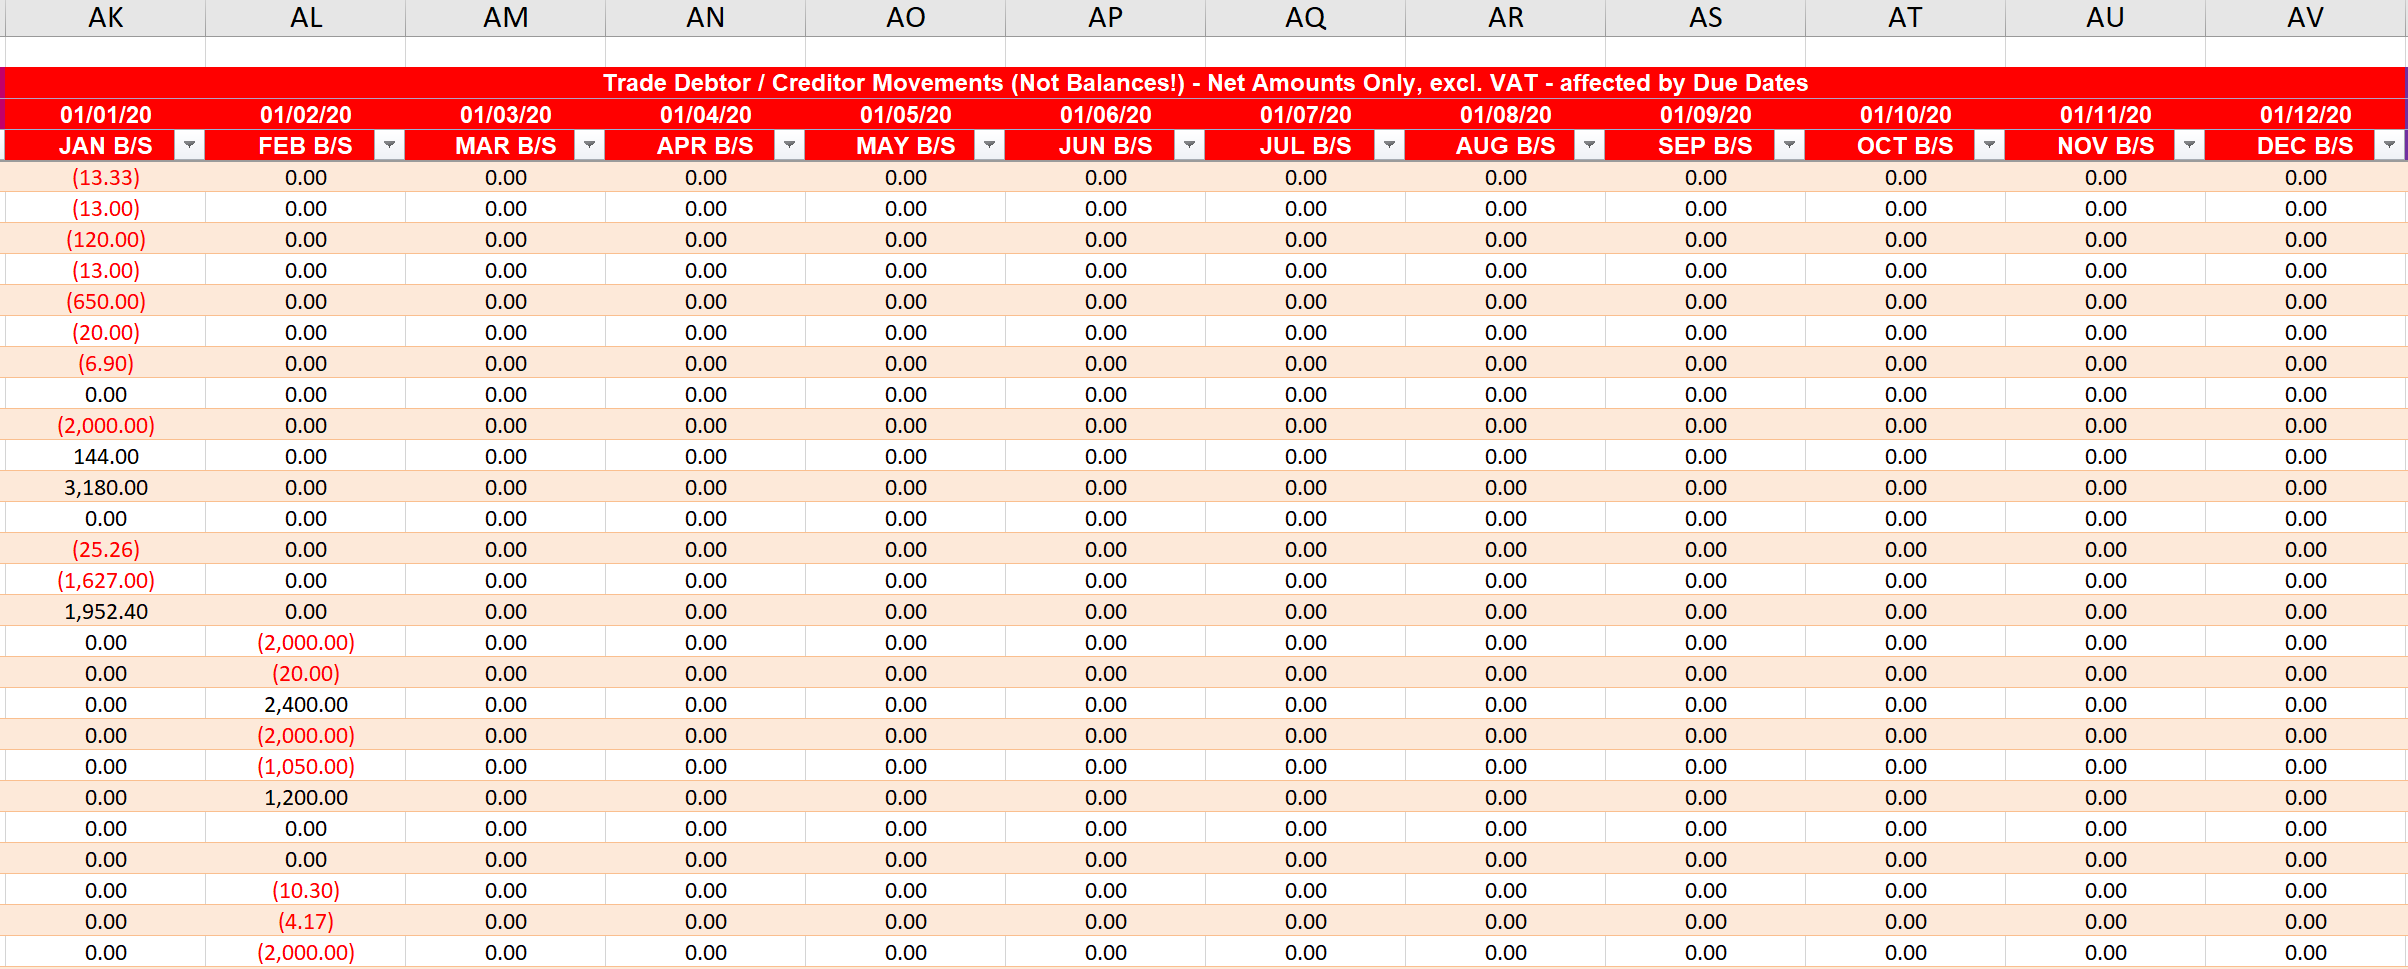 AK AL AM AN AO AP AQ AR AS AT AU AV
Trade Debtor / Creditor Movements (Not Balances!) - Net Amounts Only, excl. VAT - affected by Due Dates
01/01/20 01/02/20 01/03/20 01/04/20 01/05/20 01/06/20 01/07/20 01/08/20 01/09/20 01/10/20 01/11/20 01/12/20
JAN B/S FEB B/S MAR B/S APR B/S MAY B/S JUN B/S JUL B/S AUG B/S SEP B/S OCT B/S NOV B/S DEC B/S
(13.33) 0.00 0.00 0.00 0.00 0.00 0.00 0.00 0.00 0.00 0.00 0.00
(13.00) 0.00 0.00 0.00 0.00 0.00 0.00 0.00 0.00 0.00 0.00 0.00
(120.00) 0.00 0.00 0.00 0.00 0.00 0.00 0.00 0.00 0.00 0.00 0.00
(13.00) 0.00 0.00 0.00 0.00 0.00 0.00 0.00 0.00 0.00 0.00 0.00
(650.00) 0.00 0.00 0.00 0.00 0.00 0.00 0.00 0.00 0.00 0.00 0.00
(20.00) 0.00 0.00 0.00 0.00 0.00 0.00 0.00 0.00 0.00 0.00 0.00
(6.90) 0.00 0.00 0.00 0.00 0.00 0.00 0.00 0.00 0.00 0.00 0.00
0.00 0.00 0.00 0.00 0.00 0.00 0.00 0.00 0.00 0.00 0.00 0.00
(2,000.00) 0.00 0.00 0.00 0.00 0.00 0.00 0.00 0.00 0.00 0.00 0.00
144.00 0.00 0.00 0.00 0.00 0.00 0.00 0.00 0.00 0.00 0.00 0.00
3,180.00 0.00 0.00 0.00 0.00 0.00 0.00 0.00 0.00 0.00 0.00 0.00
0.00 0.00 0.00 0.00 0.00 0.00 0.00 0.00 0.00 0.00 0.00 0.00
(25.26) 0.00 0.00 0.00 0.00 0.00 0.00 0.00 0.00 0.00 0.00 0.00
(1,627.00) 0.00 0.00 0.00 0.00 0.00 0.00 0.00 0.00 0.00 0.00 0.00
1,952.40 0.00 0.00 0.00 0.00 0.00 0.00 0.00 0.00 0.00 0.00 0.00
0.00 (2,000.00) 0.00 0.00 0.00 0.00 0.00 0.00 0.00 0.00 0.00 0.00
0.00 (20.00) 0.00 0.00 0.00 0.00 0.00 0.00 0.00 0.00 0.00 0.00
0.00 2,400.00 0.00 0.00 0.00 0.00 0.00 0.00 0.00 0.00 0.00 0.00
0.00 (2,000.00) 0.00 0.00 0.00 0.00 0.00 0.00 0.00 0.00 0.00 0.00
0.00 (1,050.00) 0.00 0.00 0.00 0.00 0.00 0.00 0.00 0.00 0.00 0.00
0.00 1,200.00 0.00 0.00 0.00 0.00 0.00 0.00 0.00 0.00 0.00 0.00
0.00 0.00 0.00 0.00 0.00 0.00 0.00 0.00 0.00 0.00 0.00 0.00
0.00 0.00 0.00 0.00 0.00 0.00 0.00 0.00 0.00 0.00 0.00 0.00
0.00 (10.30) 0.00 0.00 0.00 0.00 0.00 0.00 0.00 0.00 0.00 0.00
0.00 (4.17) 0.00 0.00 0.00 0.00 0.00 0.00 0.00 0.00 0.00 0.00
0.00 (2,000.00) 0.00 0.00 0.00 0.00 0.00 0.00 0.00 0.00 0.00 0.00